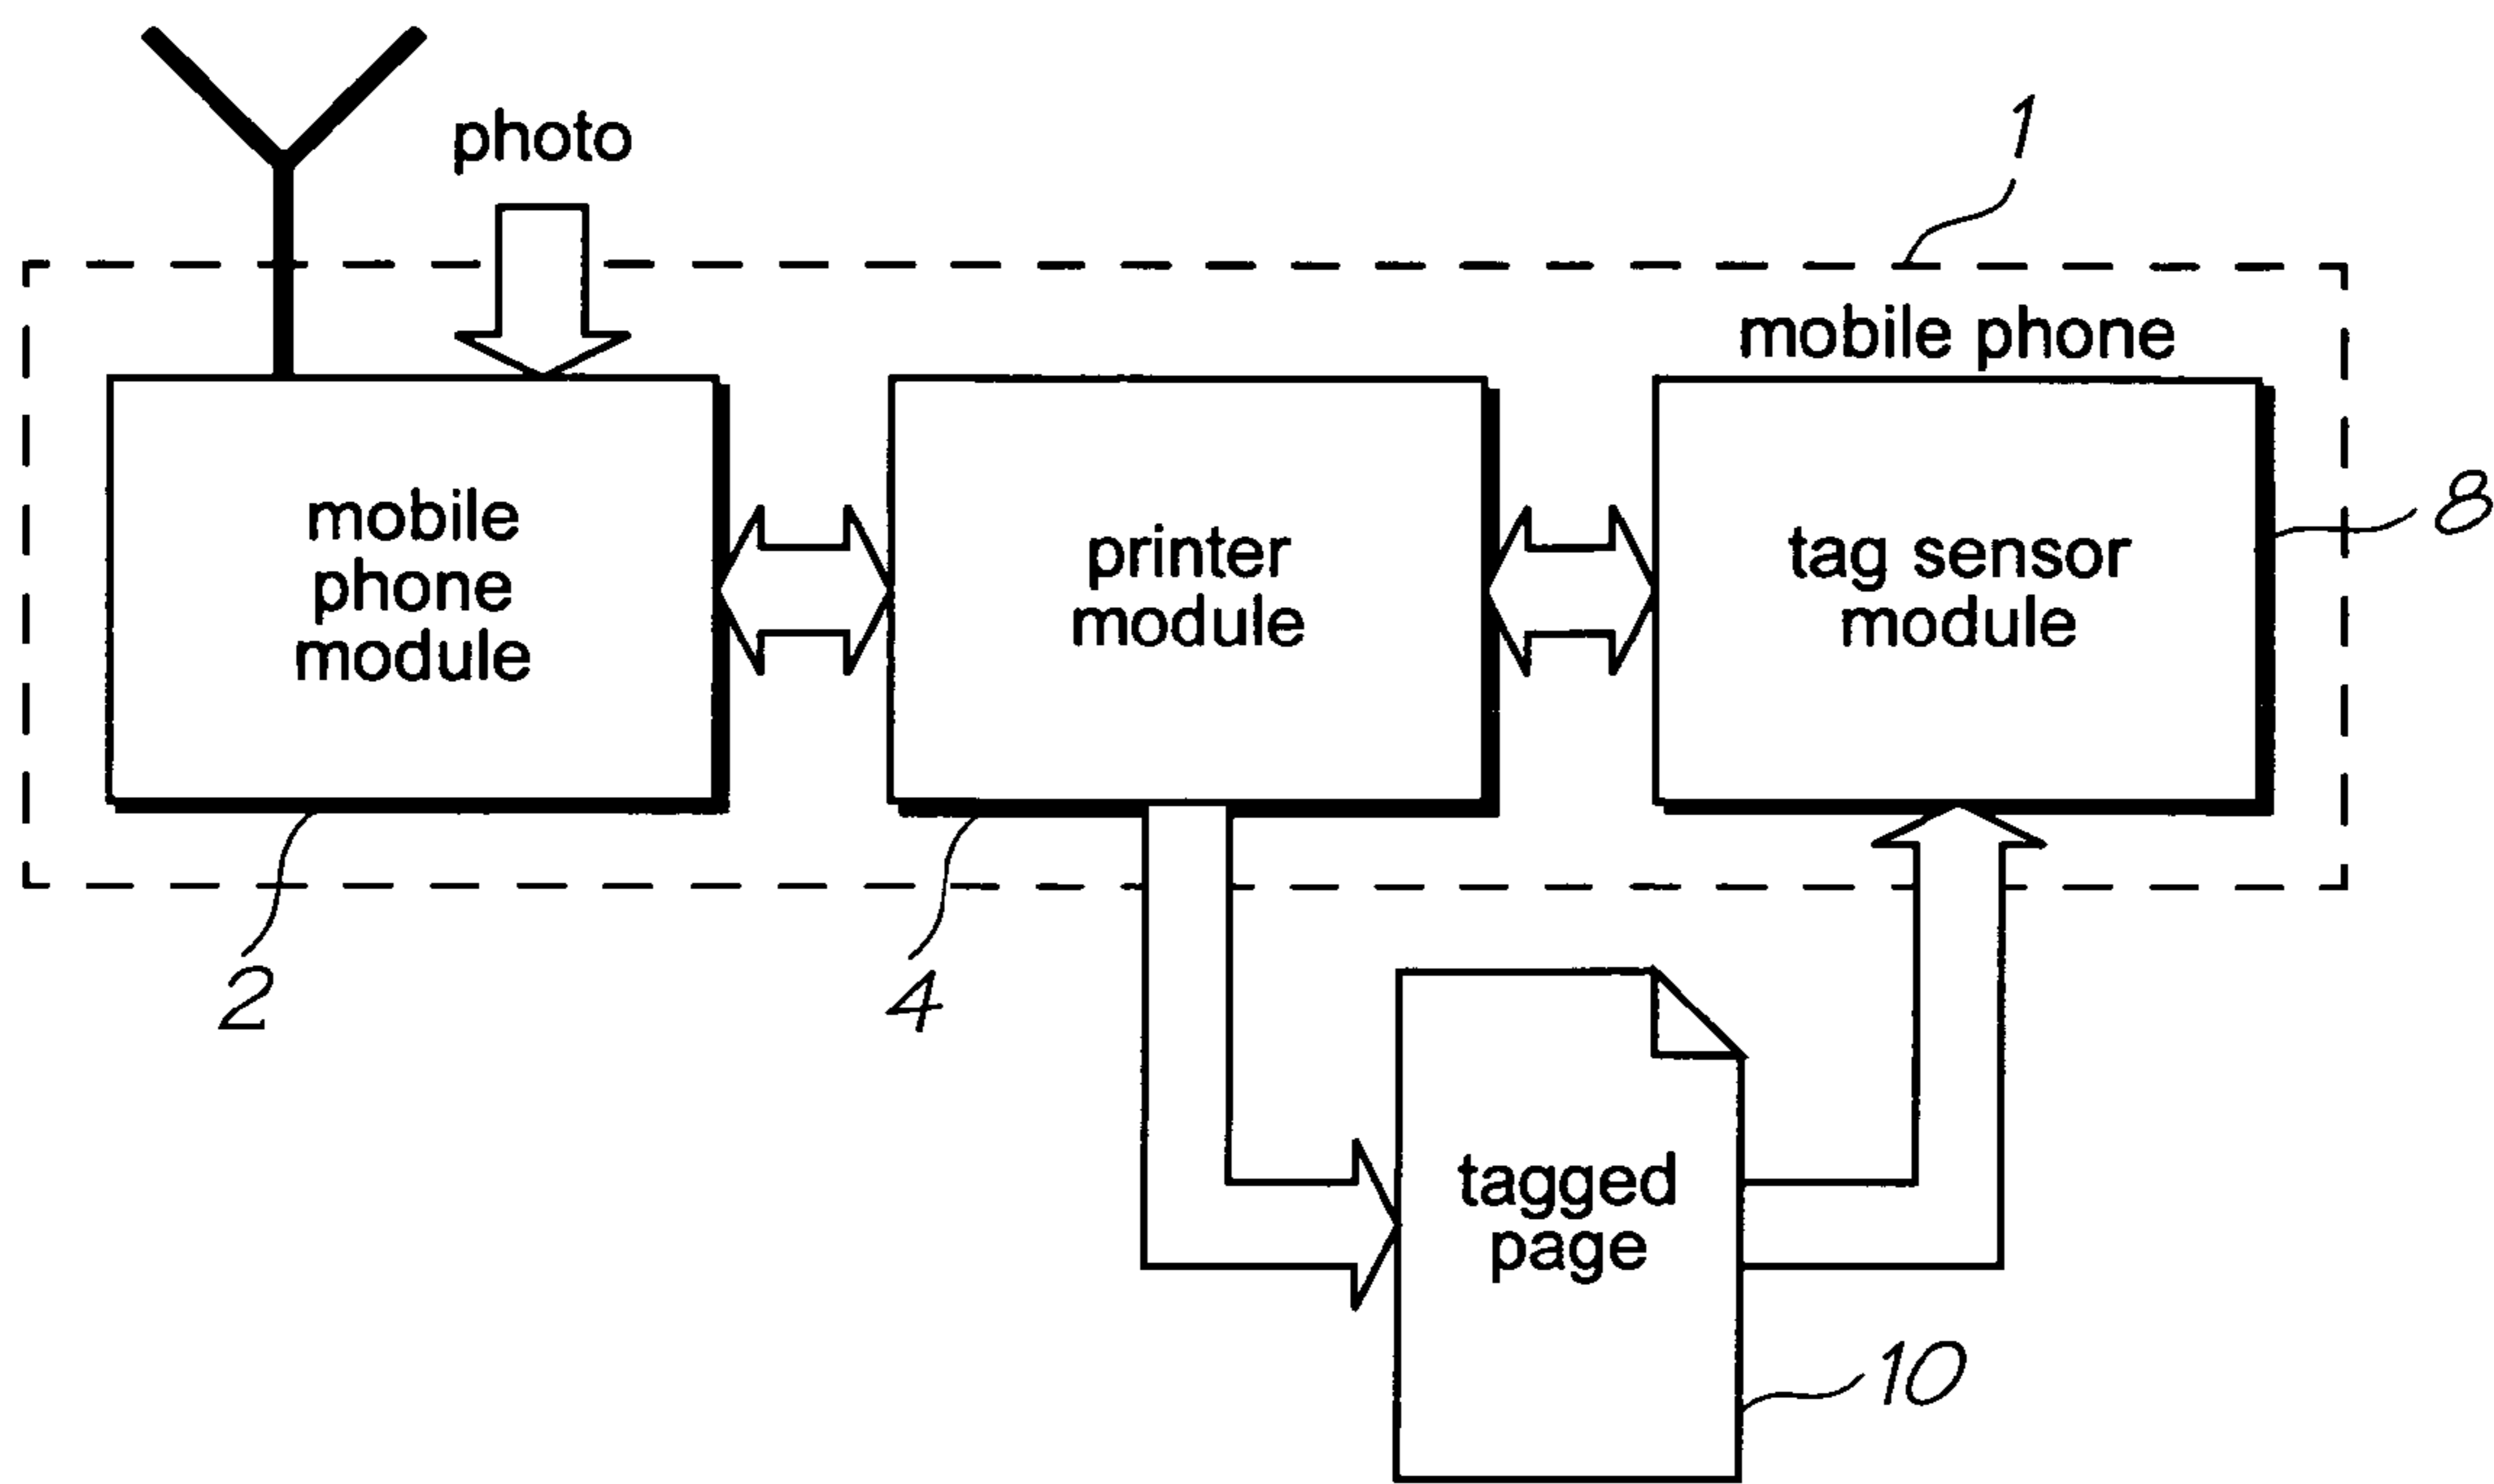 photo
1
mobile phone
mobile
phone
module
printer
module
tag sensor
module
8
2
4
tagged
page
10